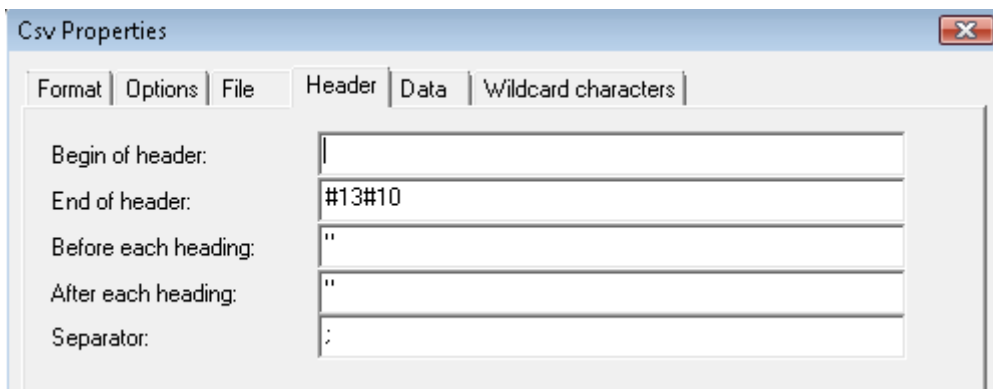 Csv Properties
Format Options File Header Data Wildcard characters
Begin of header:
End of header: #13#10
Before each heading: "
After each heading: "
Separator: ;